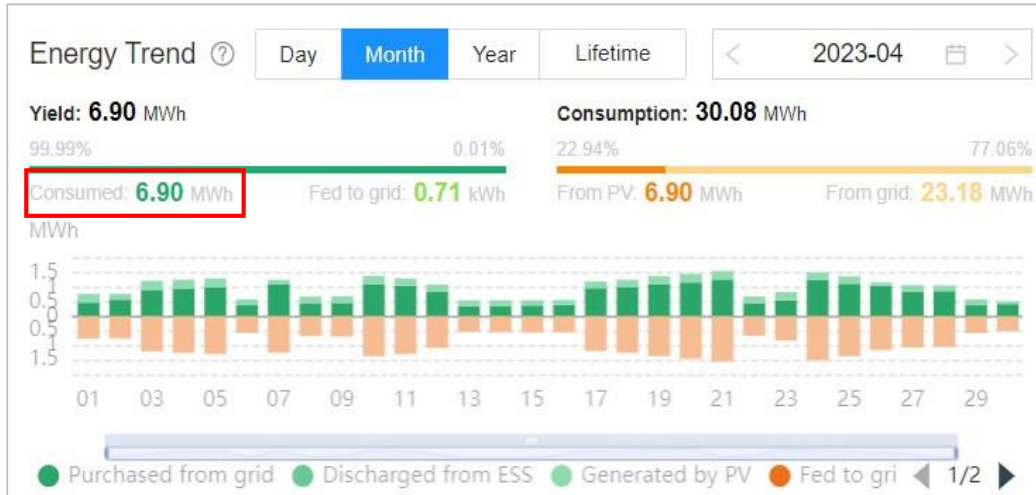 Energy Trend ? Day Month Year Lifetime < 2023-04 >
Yield: 6.90 MWh Consumption: 30.08 MWh
99.99% 0.01% 22.94% 77.06%
Consumed: 6.90 MWh Fed to grid: 0.71 kWh From PV: 6.90 MWh From grid: 23.18 MWh
MWh
1.5
1
0.5
0
0.5
1
1.5
01 03 05 07 09 11 13 15 17 19 21 23 25 27 29
Purchased from grid Discharged from ESS Generated by PV Fed to gri 1/2